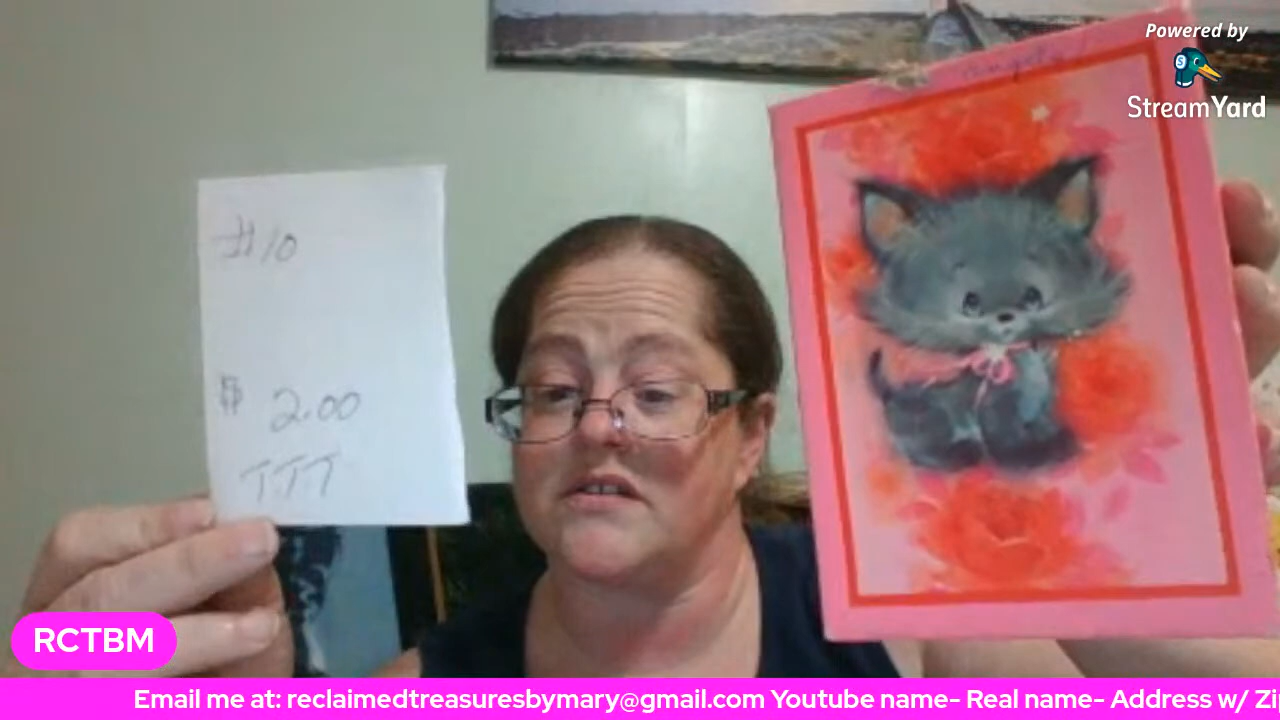 Powered by
StreamYard
#10
$ 2.00
TTT
RCTBM
Email me at: reclaimedtreasuresbymary@gmail.com Youtube name- Real name- Address w/ Zi